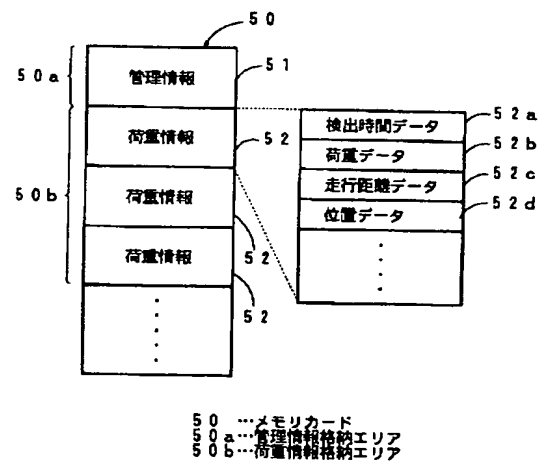 50
50a
管理情報
51
荷重情報
52
50b
荷重情報
52
荷重情報
52
検出時間データ
52a
荷重データ
52b
走行距離データ
52c
位置データ
52d
50 …メモリカード
50a…管理情報格納エリア
50b…荷重情報格納エリア